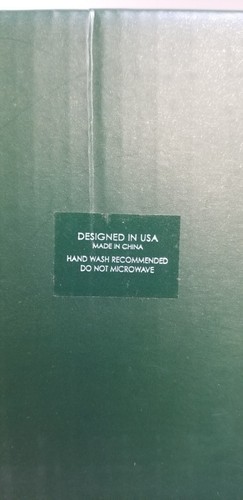 DESIGNED IN USA
MADE IN CHINA
HAND WASH RECOMMENDED
DO NOT MICROWAVE